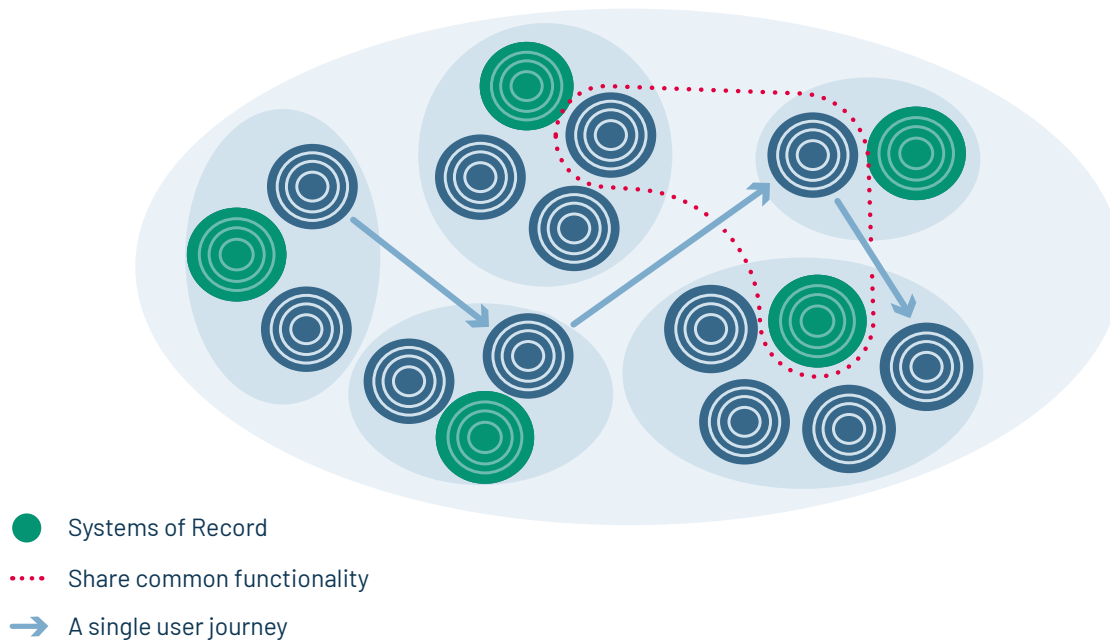 Systems of Record
Share common functionality
A single user journey